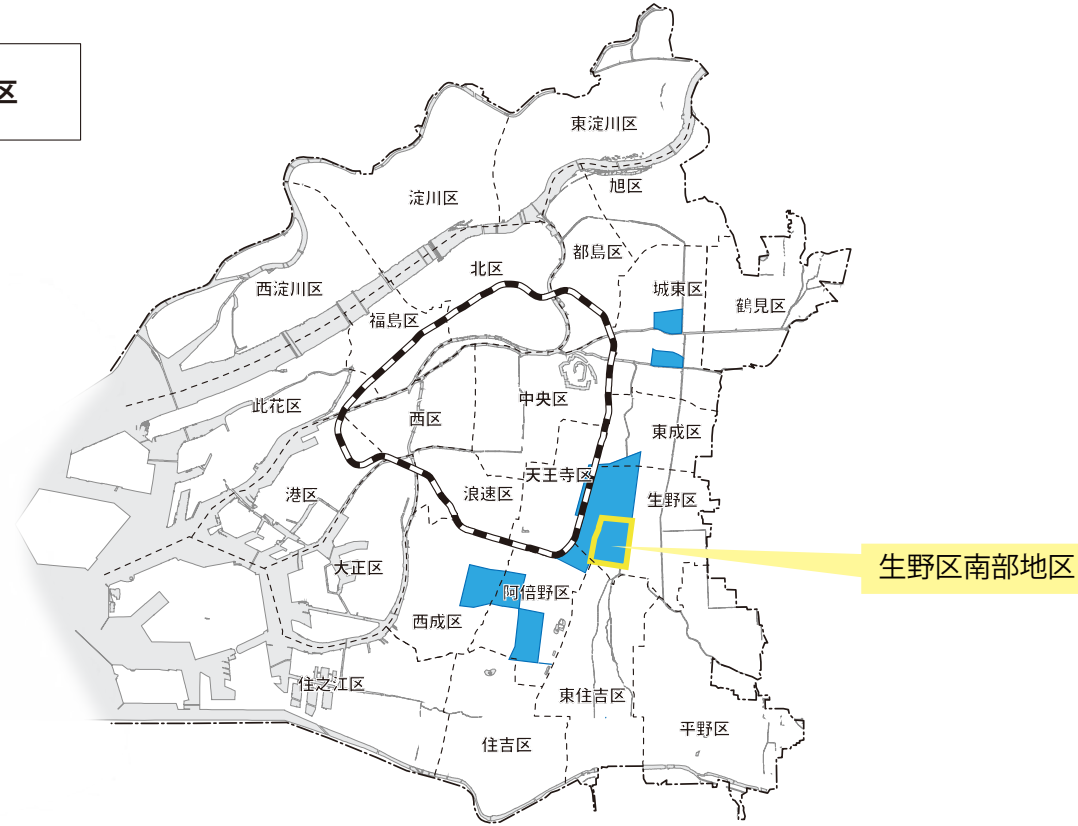 区
東淀川区
旭区
淀川区
都島区
北区
西淀川区
城東区
鶴見区
福島区
中央区
此花区
西区
東成区
天王寺区
港区
浪速区
生野区
生野区南部地区
大正区
阿倍野区
西成区
住之江区
東住吉区
平野区
住吉区